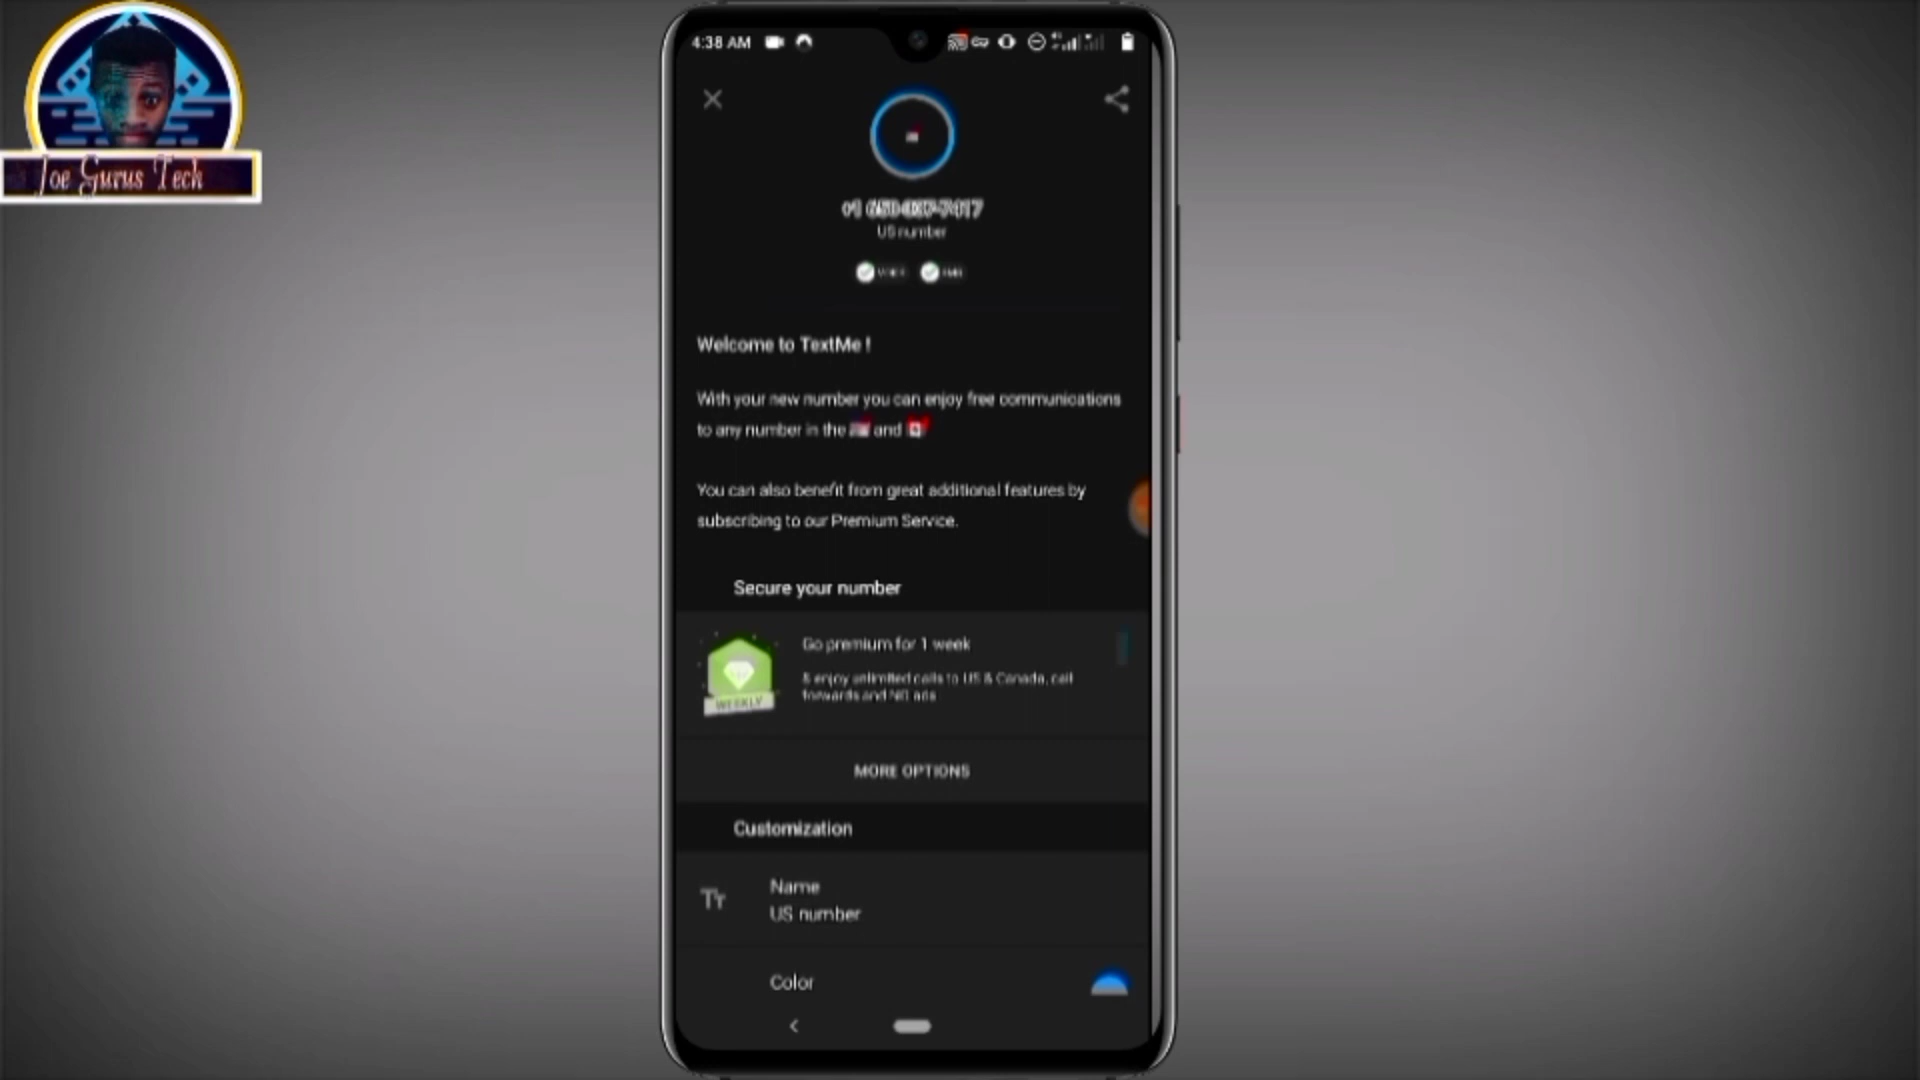 Joe Gurus Tech
4:38 AM
US number
Welcome to TextMe !
With your new number you can enjoy free communications
to any number in the 🇺🇸 and 🇨🇦
You can also benefit from great additional features by
subscribing to our Premium Service.
Secure your number
Go premium for 1 week
& enjoy unlimited calls to US & Canada, call
forwards and NO ads
WEEKLY
MORE OPTIONS
Customization
Tт
Name
US number
Color